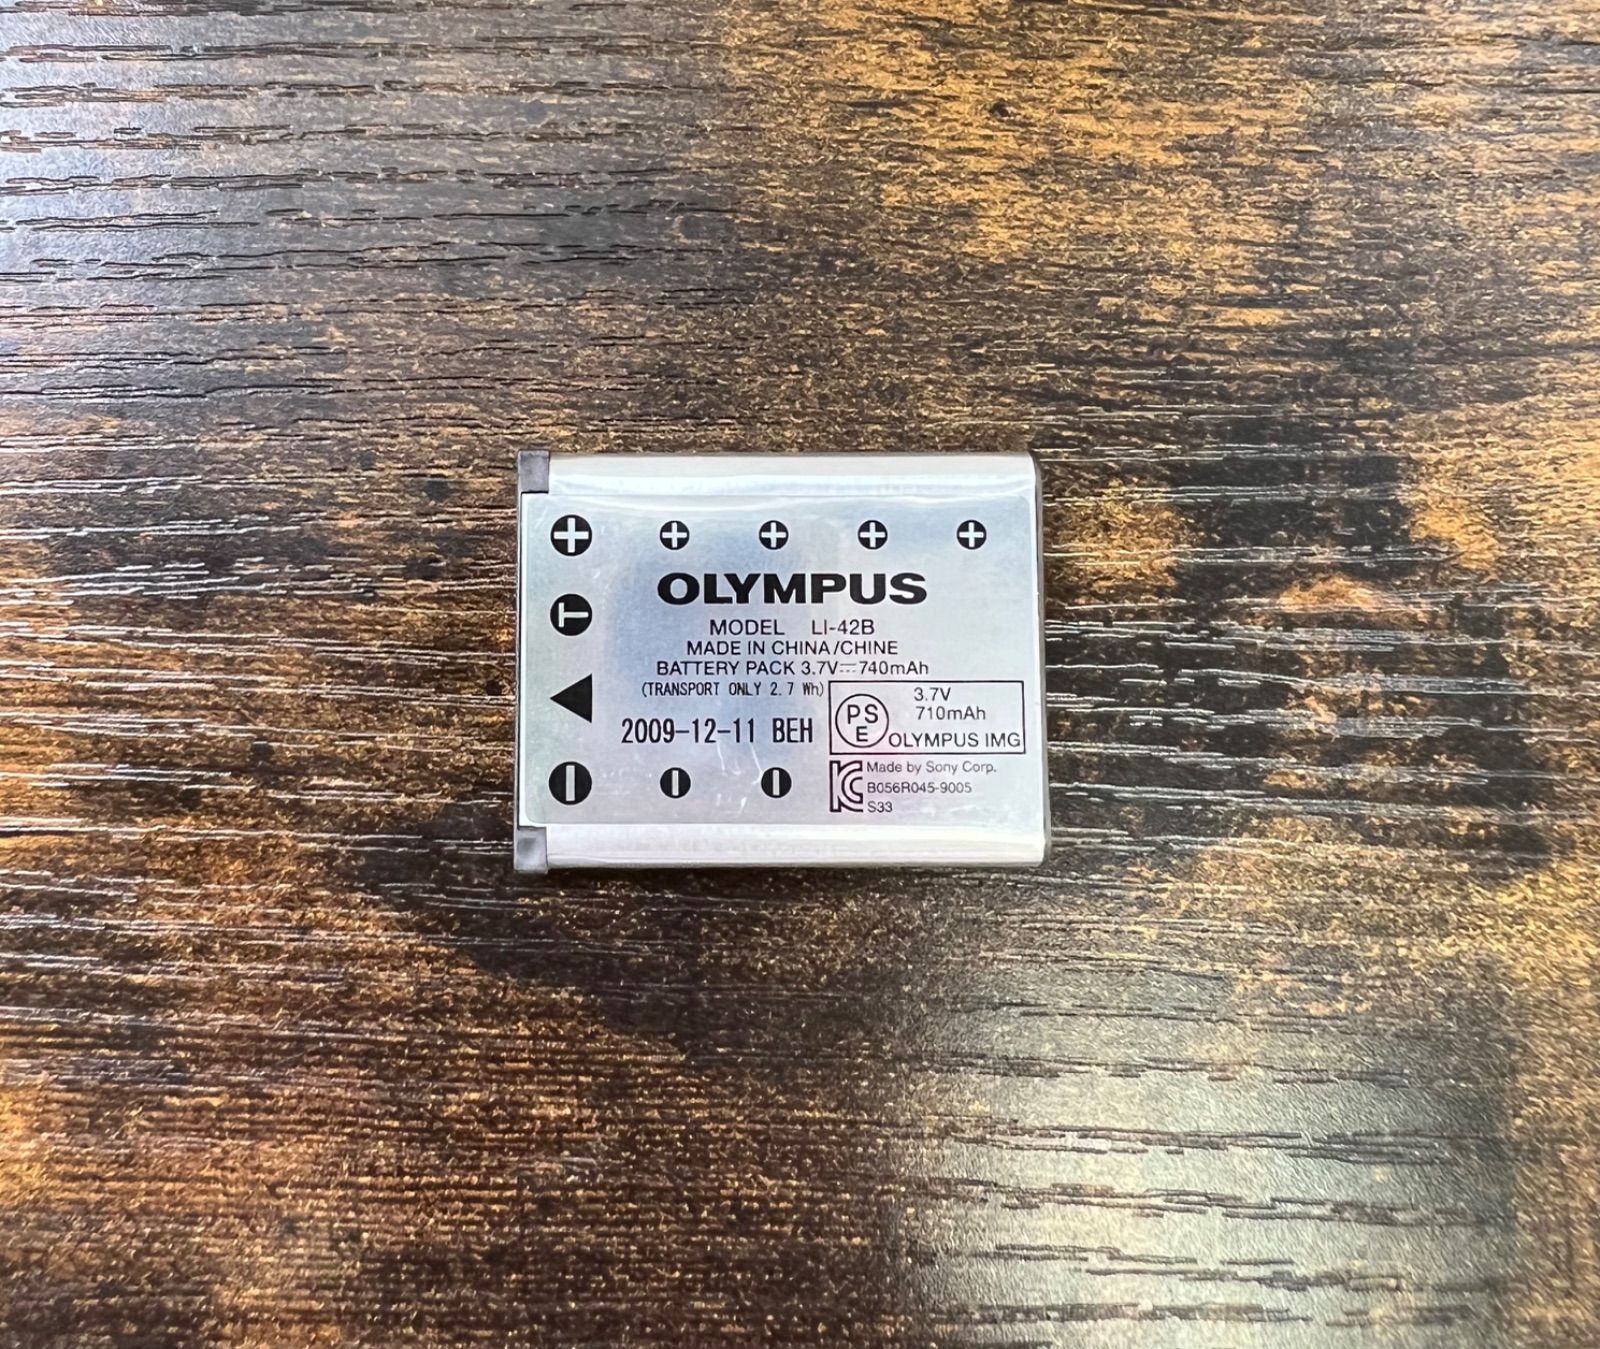 OLYMPUS
MODEL LI-42B
MADE IN CHINA/CHINE
BATTERY PACK 3.7V⎓740mAh
(TRANSPORT ONLY 2.7 Wh)
2009-12-11 BEH
PS
E
3.7V
710mAh
OLYMPUS IMG
Made by Sony Corp.
B056R045-9005
S33
T